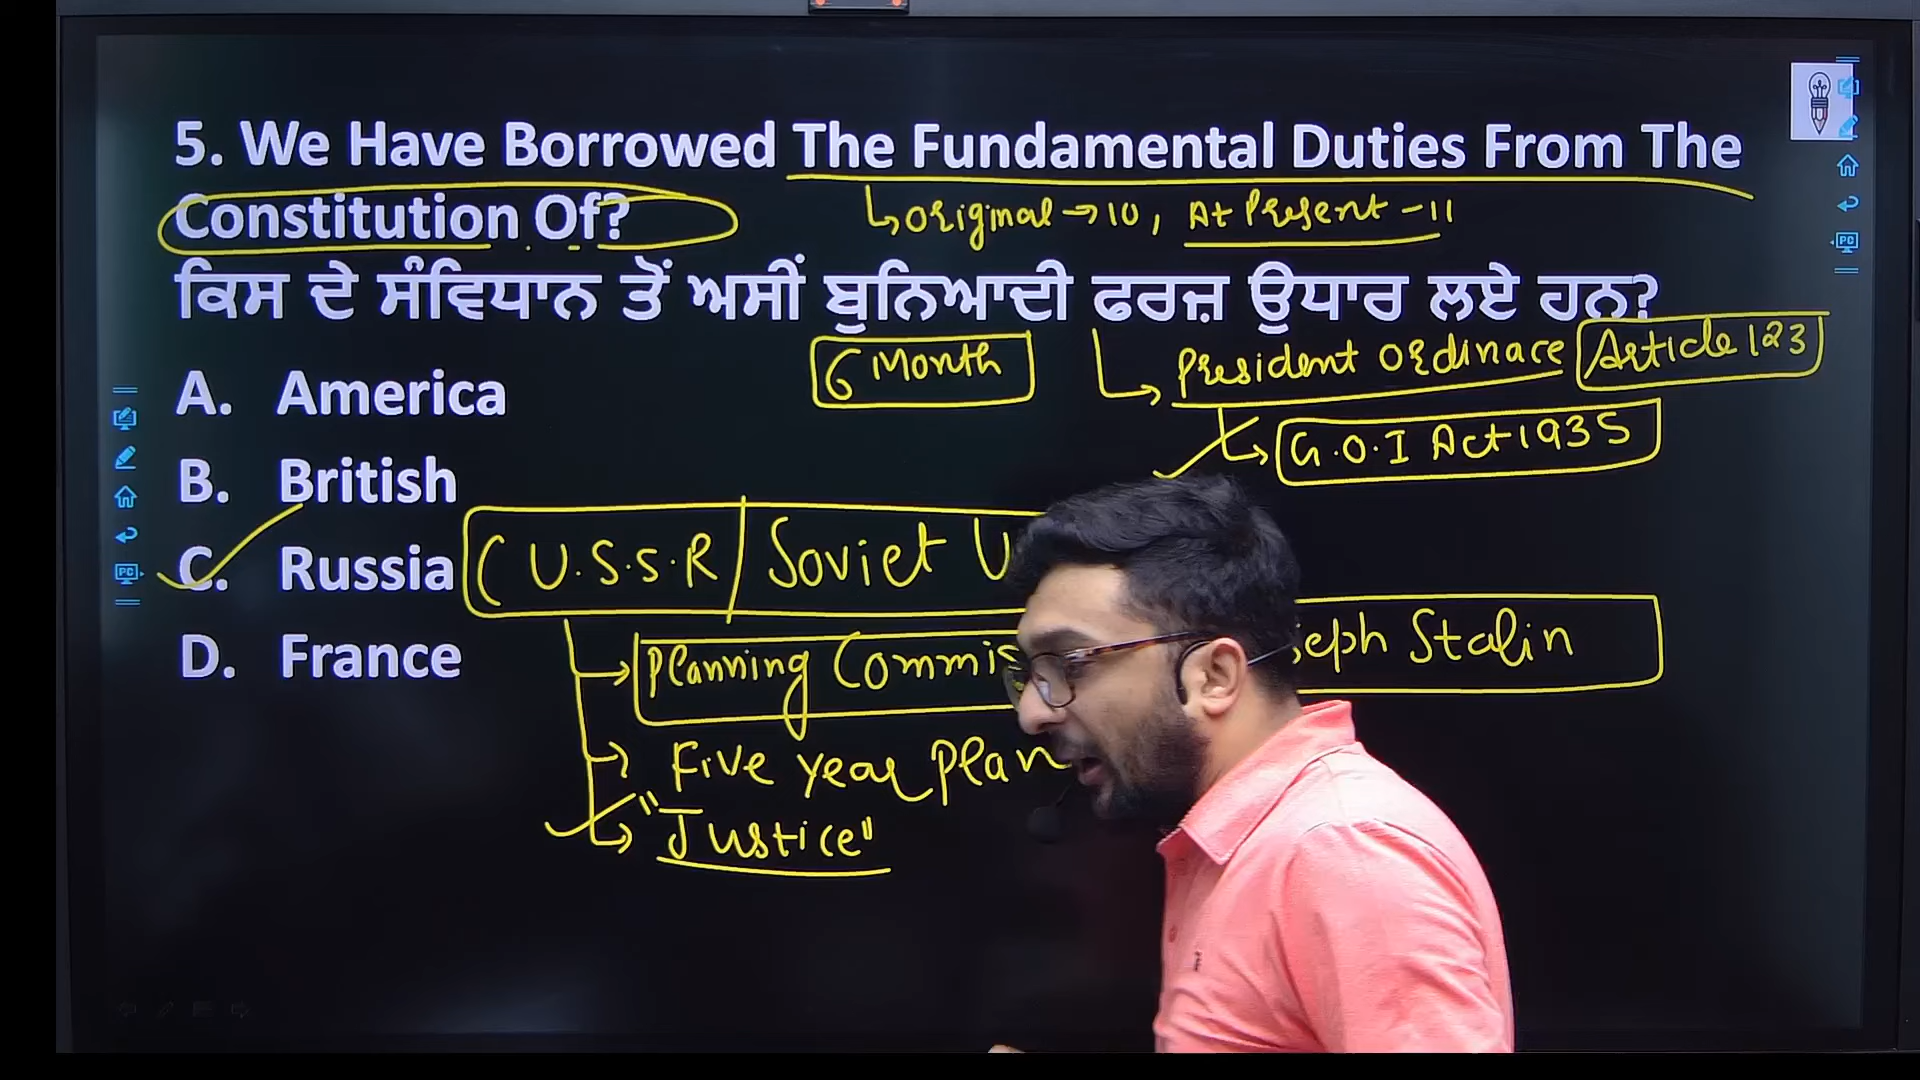 5. We Have Borrowed The Fundamental Duties From The
Constitution Of?
↳ Original → 10, At Present - 11
ਕਿਸ ਦੇ ਸੰਵਿਧਾਨ ਤੋਂ ਅਸੀਂ ਬੁਨਿਆਦੀ ਫਰਜ਼ ਉਧਾਰ ਲਏ ਹਨ?
6 Month
President Ordinace Article 123
G.O.I Act 1935
A. America
B. British
C. Russia (U.S.S.R / Soviet
D. France
Planning
Stalin
Five year Plan
"Justice"
PC
PC